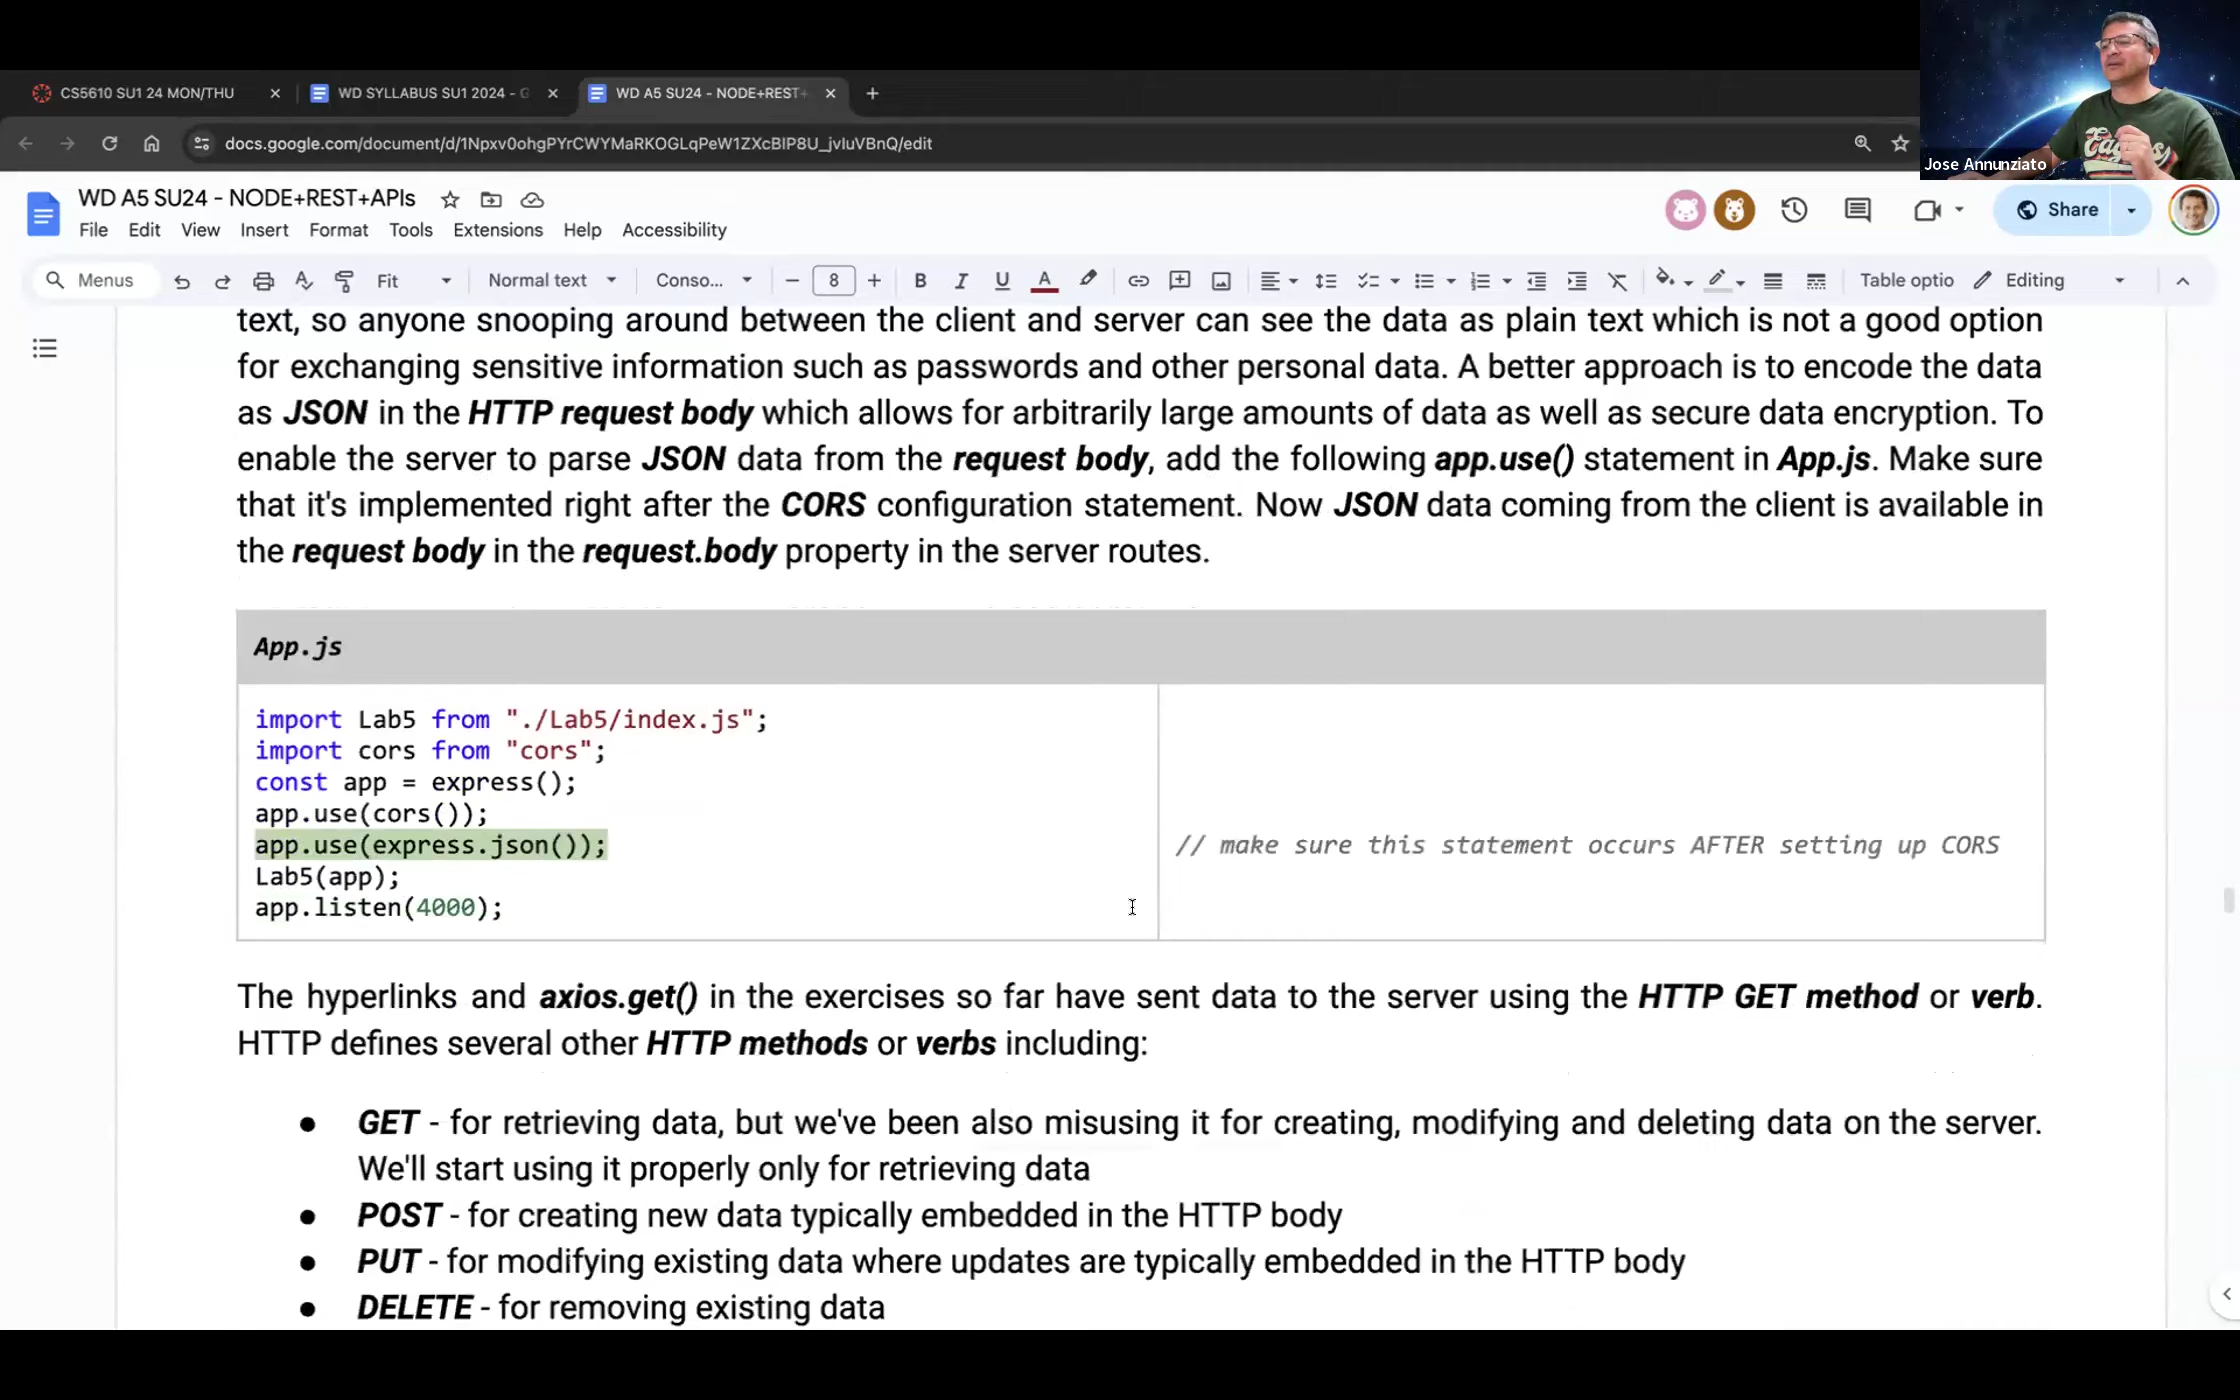 CS5610 SU1 24 MON/THU
WD SYLLABUS SU1 2024 - G
WD A5 SU24 - NODE+REST+
docs.google.com/document/d/1Npxv0ohgPYrCWYMaRKOGLqPeW1ZXcBlP8U_jvIuVBnQ/edit
Jose Annunziato
WD A5 SU24 - NODE+REST+APIs
Share
File Edit View Insert Format Tools Extensions Help Accessibility
Menus Fit Normal text Conso... 8 B I U A Table optio Editing
text, so anyone snooping around between the client and server can see the data as plain text which is not a good option
for exchanging sensitive information such as passwords and other personal data. A better approach is to encode the data
as JSON in the HTTP request body which allows for arbitrarily large amounts of data as well as secure data encryption. To
enable the server to parse JSON data from the request body, add the following app.use() statement in App.js. Make sure
that it's implemented right after the CORS configuration statement. Now JSON data coming from the client is available in
the request body in the request.body property in the server routes.
App.js
import Lab5 from "./Lab5/index.js";
import cors from "cors";
const app = express();
app.use(cors());
app.use(express.json()); // make sure this statement occurs AFTER setting up CORS
Lab5(app);
app.listen(4000);
The hyperlinks and axios.get() in the exercises so far have sent data to the server using the HTTP GET method or verb.
HTTP defines several other HTTP methods or verbs including:
● GET - for retrieving data, but we've been also misusing it for creating, modifying and deleting data on the server.
We'll start using it properly only for retrieving data
● POST - for creating new data typically embedded in the HTTP body
● PUT - for modifying existing data where updates are typically embedded in the HTTP body
● DELETE - for removing existing data